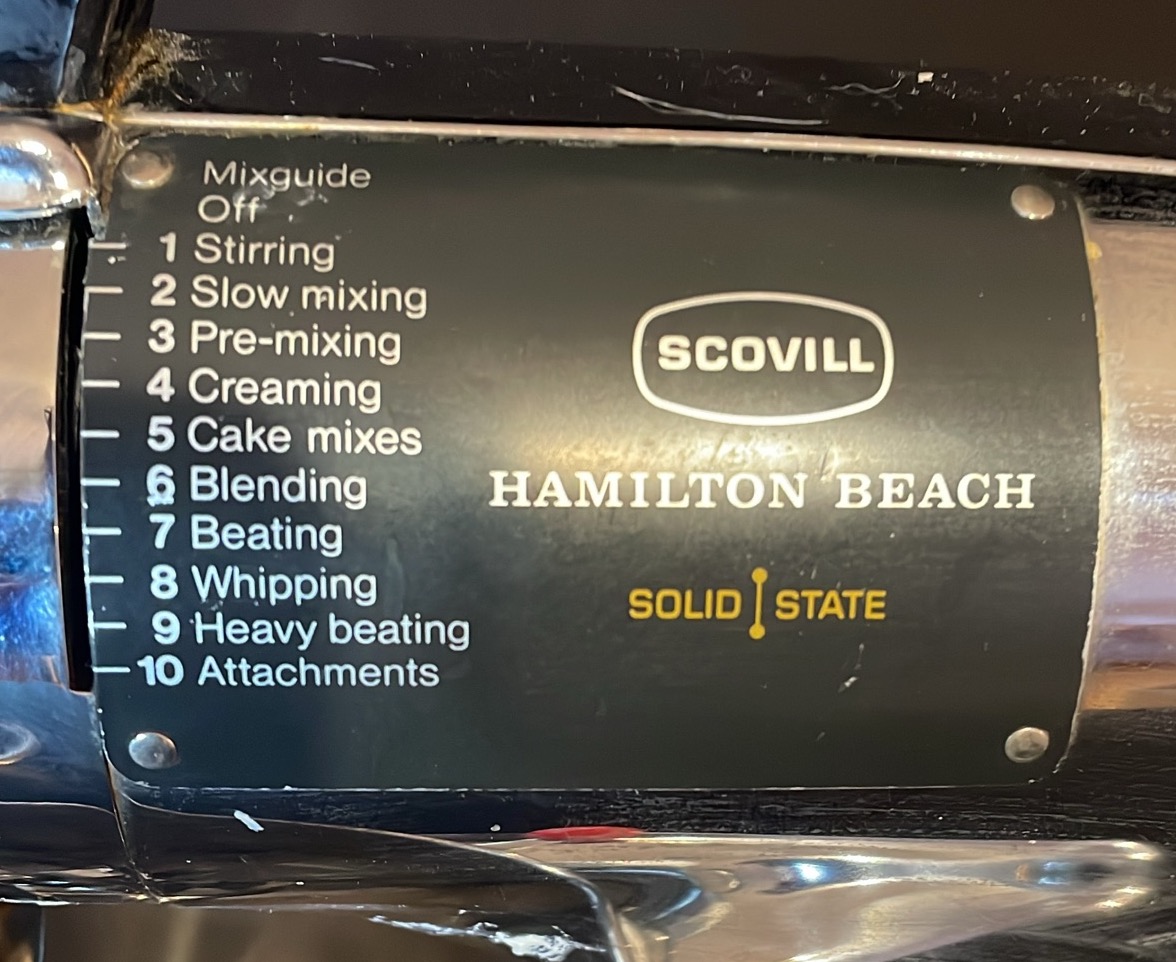 Mixguide
Off
1 Stirring
2 Slow mixing
3 Pre-mixing
4 Creaming
5 Cake mixes
6 Blending
7 Beating
8 Whipping
9 Heavy beating
10 Attachments
SCOVILL
HAMILTON BEACH
SOLID STATE